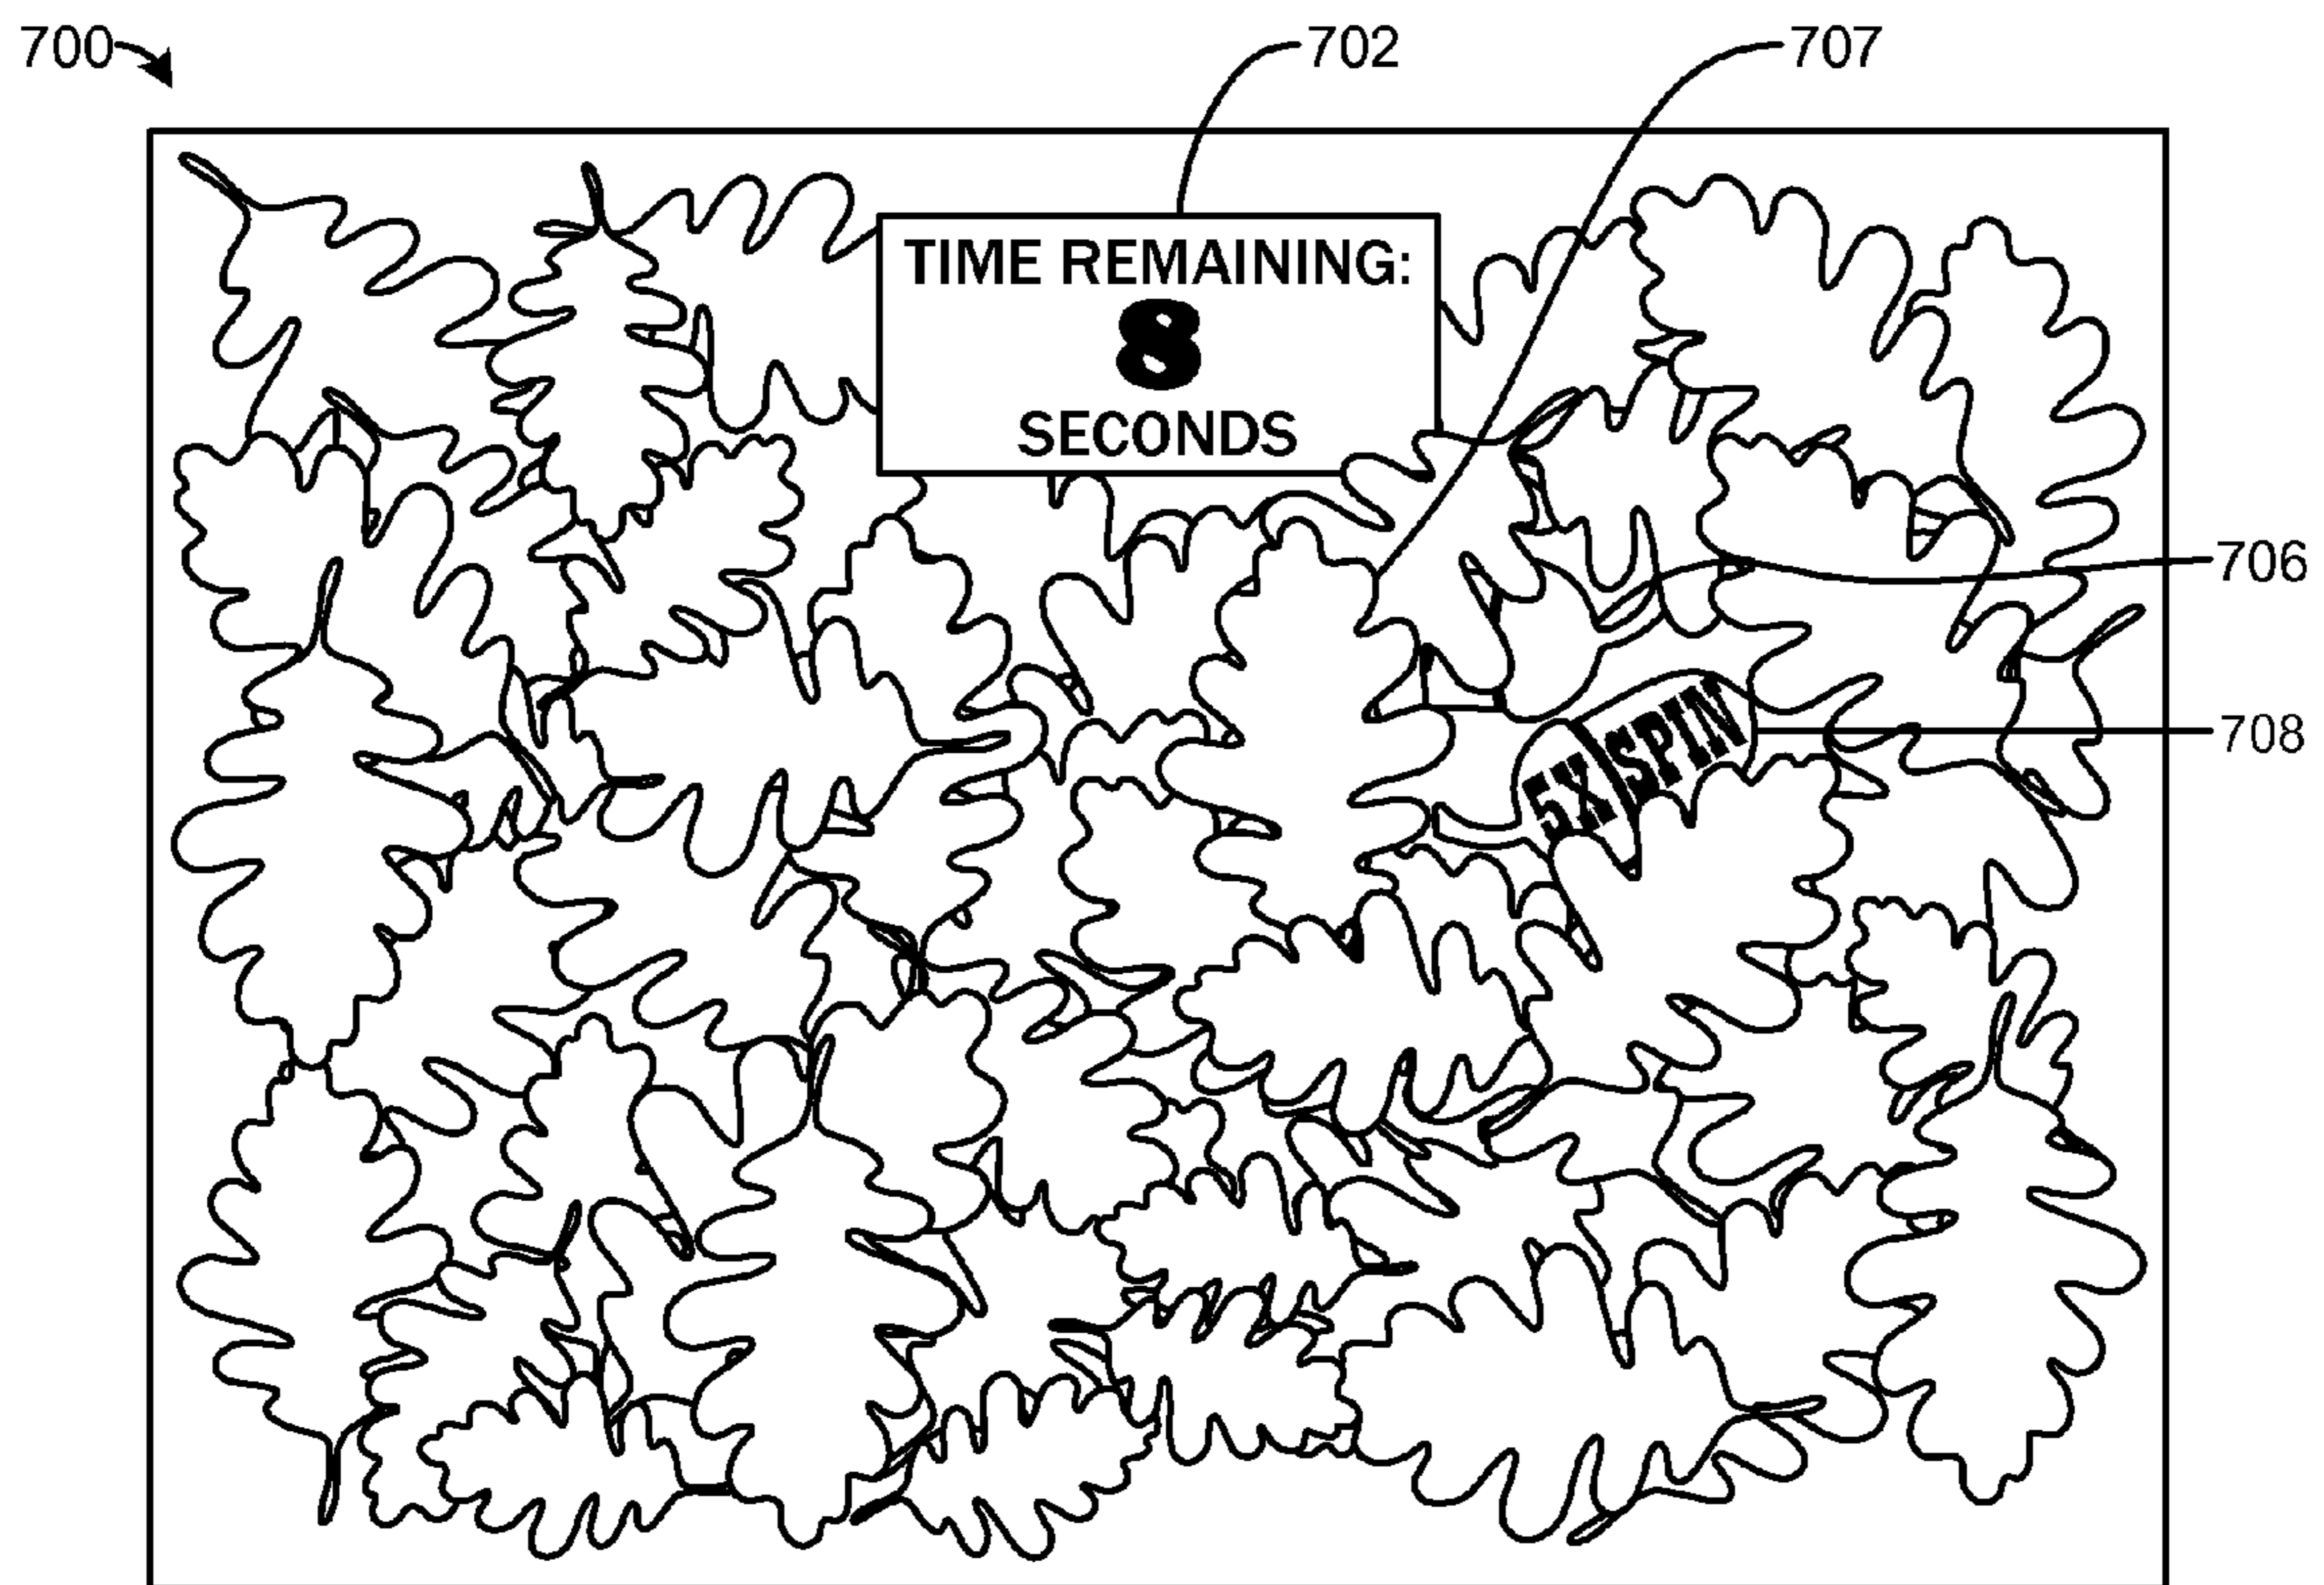 700
702
707
TIME REMAINING:
8
SECONDS
706
708
5X SPIN